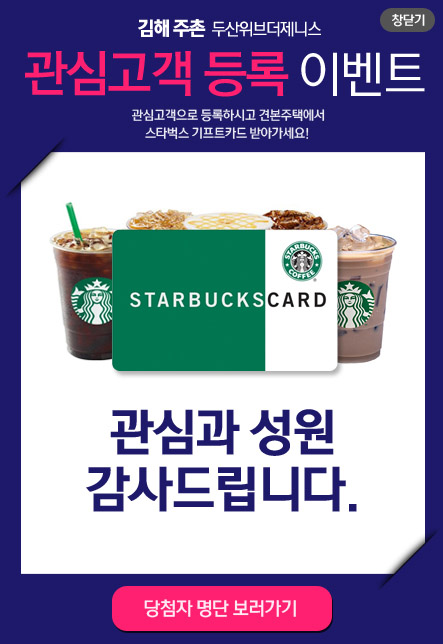 창닫기
김해 주촌 두산위브더제니스
관심고객 등록 이벤트
관심고객으로 등록하시고 견본주택에서
스타벅스 기프트카드 받아가세요!
STARBUCKS COFFEE
STARBUCKSCARD
관심과 성원
감사드립니다.
당첨자 명단 보러가기